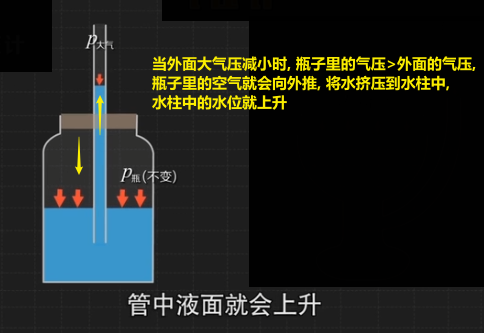 p大气
当外面大气压减小时, 瓶子里的气压>外面的气压,
瓶子里的空气就会向外推, 将水挤压到水柱中,
水柱中的水位就上升
p瓶(不变)
管中液面就会上升